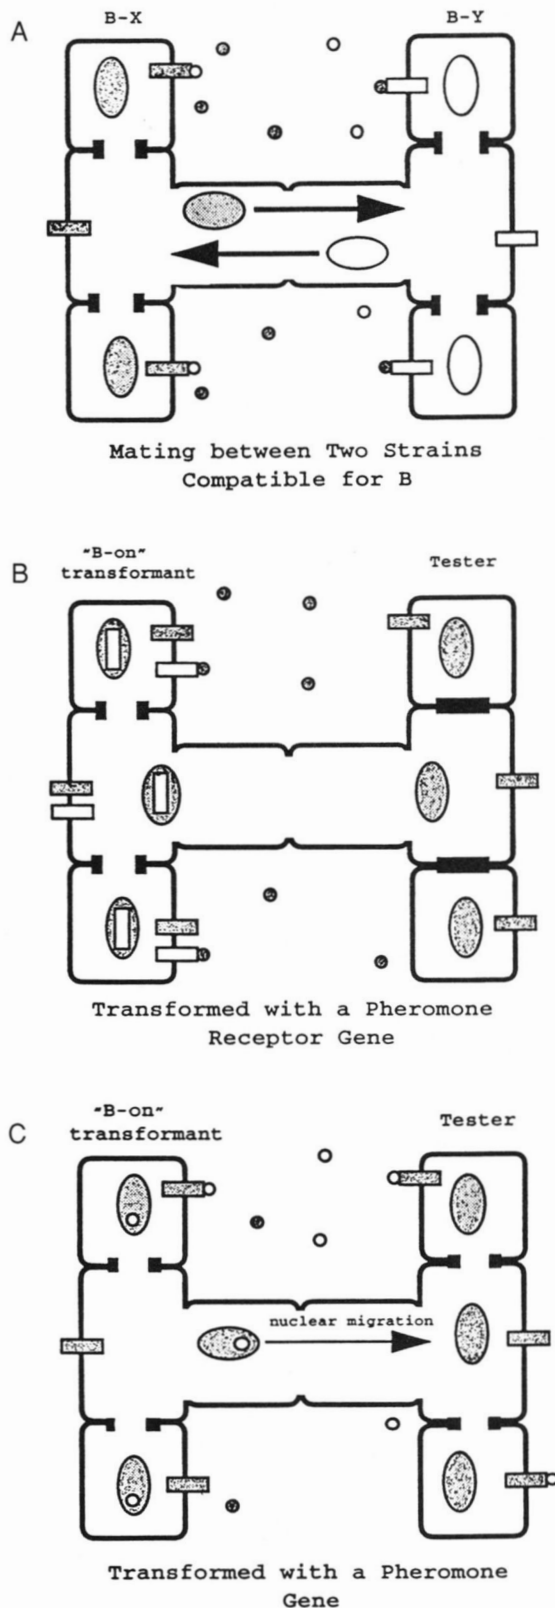 A
B-X
B-Y
Mating between Two Strains
Compatible for B
B
"B-on"
transformant
Tester
Transformed with a Pheromone
Receptor Gene
C
"B-on"
transformant
Tester
nuclear migration
Transformed with a Pheromone
Gene